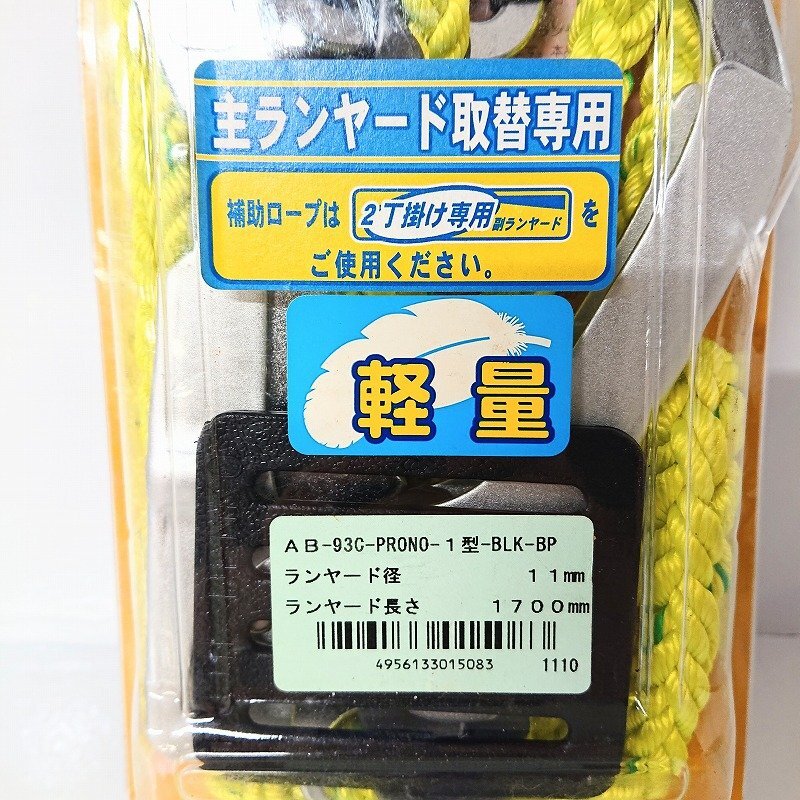 主ランヤード取替専用
補助ロープは 2丁掛け専用 副ランヤード を
ご使用ください。
軽量
AB-93C-PRONO-1型-BLK-BP
ランヤード径 11mm
ランヤード長さ 1700mm
4956133015083 1110